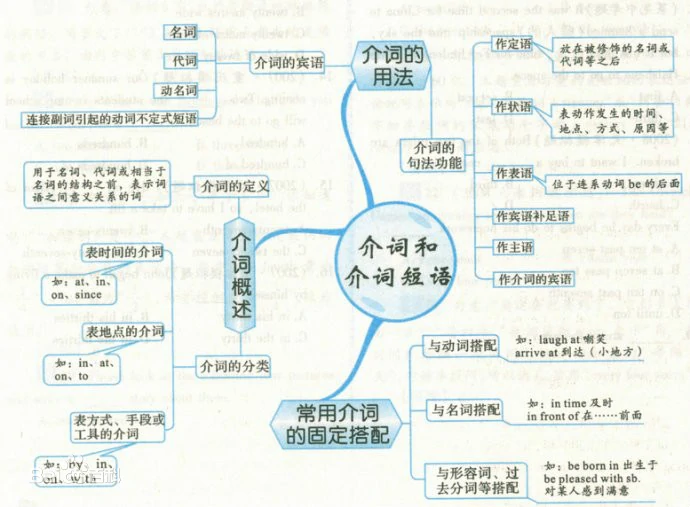 介词和
介词短语
介词的
用法
介词的宾语
名词
代词
动名词
连接副词引起的动词不定式短语
介词的
句法功能
作定语
放在被修饰的名词或
代词等之后
作状语
表动作发生的时间、
地点、方式、原因等
作表语
位于连系动词be的后面
作宾语补足语
作主语
作介词的宾语
介词概述
介词的定义
用于名词、代词或相当于
名词的结构之前，表示词
语之间意义关系的词
介词的分类
表时间的介词
如：at、in、
on、since
表地点的介词
如：in、at、
on、to
表方式、手段或
工具的介词
如：by、in、
on、with
常用介词
的固定搭配
与动词搭配
如：laugh at 嘲笑
arrive at 到达（小地方）
与名词搭配
如：in time 及时
in front of 在……前面
与形容词、过
去分词等搭配
如：be born in 出生于
be pleased with sb.
对某人感到满意